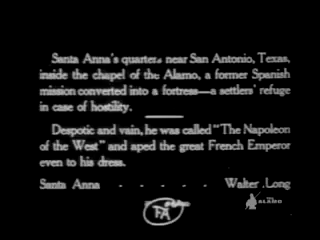 Santa Anna's quarters near San Antonio, Texas,
inside the chapel of the Alamo, a former Spanish
mission converted into a fortress—a settlers' refuge
in case of hostility.
Despotic and vain, he was called "The Napoleon
of the West" and aped the great French Emperor
even to his dress.
Santa Anna - - - - - Walter Long
FA
THE
ALAMO